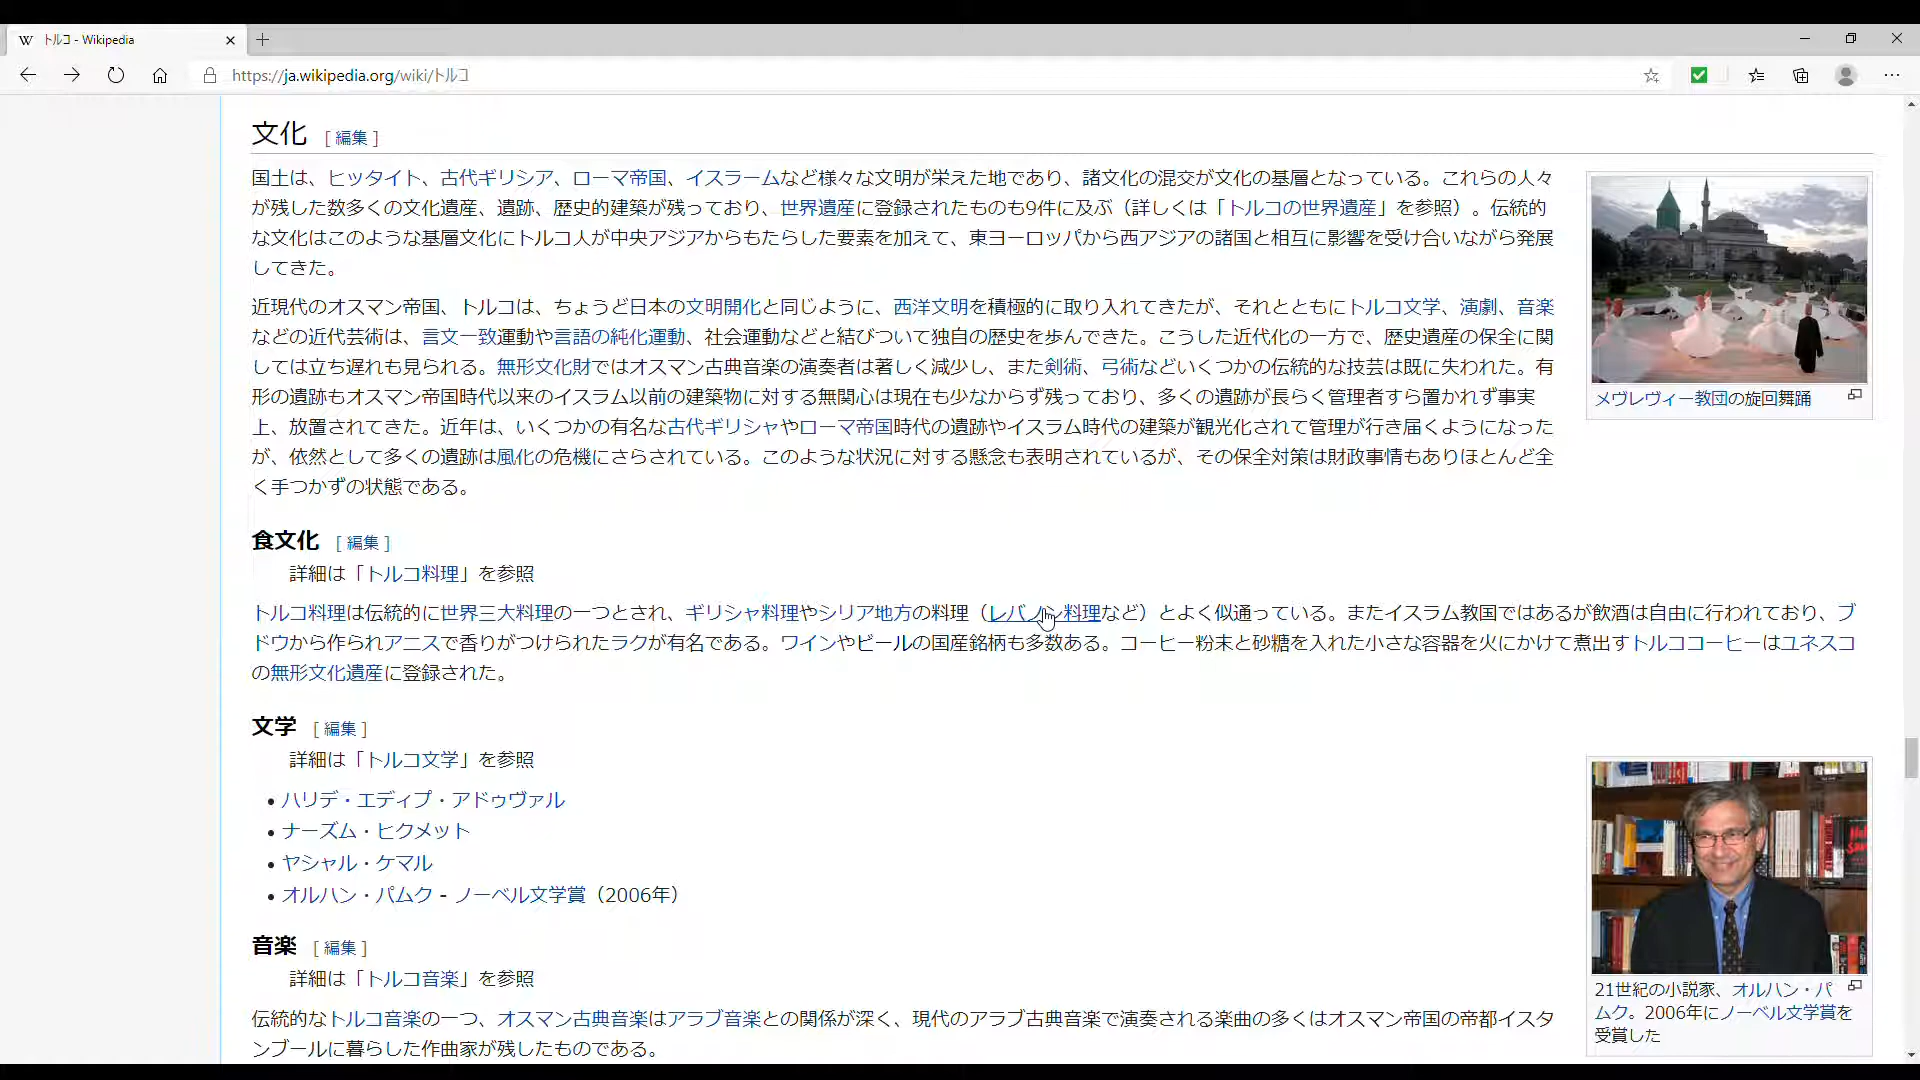 トルコ - Wikipedia
https://ja.wikipedia.org/wiki/トルコ
文化 [ 編集 ]
国土は、ヒッタイト、古代ギリシア、ローマ帝国、イスラームなど様々な文明が栄えた地であり、諸文化の混交が文化の基層となっている。これらの人々
が残した数多くの文化遺産、遺跡、歴史的建築が残っており、世界遺産に登録されたものも9件に及ぶ（詳しくは「トルコの世界遺産」を参照）。伝統的
な文化はこのような基層文化にトルコ人が中央アジアからもたらした要素を加えて、東ヨーロッパから西アジアの諸国と相互に影響を受け合いながら発展
してきた。
近現代のオスマン帝国、トルコは、ちょうど日本の文明開化と同じように、西洋文明を積極的に取り入れてきたが、それとともにトルコ文学、演劇、音楽
などの近代芸術は、言文一致運動や言語の純化運動、社会運動などと結びついて独自の歴史を歩んできた。こうした近代化の一方で、歴史遺産の保全に関
しては立ち遅れも見られる。無形文化財ではオスマン古典音楽の演奏者は著しく減少し、また剣術、弓術などいくつかの伝統的な技芸は既に失われた。有
形の遺跡もオスマン帝国時代以来のイスラム以前の建築物に対する無関心は現在も少なからず残っており、多くの遺跡が長らく管理者すら置かれず事実
上、放置されてきた。近年は、いくつかの有名な古代ギリシャやローマ帝国時代の遺跡やイスラム時代の建築が観光化されて管理が行き届くようになった
が、依然として多くの遺跡は風化の危機にさらされている。このような状況に対する懸念も表明されているが、その保全対策は財政事情もありほとんど全
く手つかずの状態である。
メヴレヴィー教団の旋回舞踊
食文化 [ 編集 ]
詳細は「トルコ料理」を参照
トルコ料理は伝統的に世界三大料理の一つとされ、ギリシャ料理やシリア地方の料理（レバノン料理など）とよく似通っている。またイスラム教国ではあるが飲酒は自由に行われており、ブ
ドウから作られアニスで香りがつけられたラクが有名である。ワインやビールの国産銘柄も多数ある。コーヒー粉末と砂糖を入れた小さな容器を火にかけて煮出すトルココーヒーはユネスコ
の無形文化遺産に登録された。
文学 [ 編集 ]
詳細は「トルコ文学」を参照
• ハリデ・エディプ・アドゥヴァル
• ナーズム・ヒクメット
• ヤシャル・ケマル
• オルハン・パムク - ノーベル文学賞（2006年）
21世紀の小説家、オルハン・パ
ムク。2006年にノーベル文学賞を
受賞した
音楽 [ 編集 ]
詳細は「トルコ音楽」を参照
伝統的なトルコ音楽の一つ、オスマン古典音楽はアラブ音楽との関係が深く、現代のアラブ古典音楽で演奏される楽曲の多くはオスマン帝国の帝都イスタ
ンブールに暮らした作曲家が残したものである。